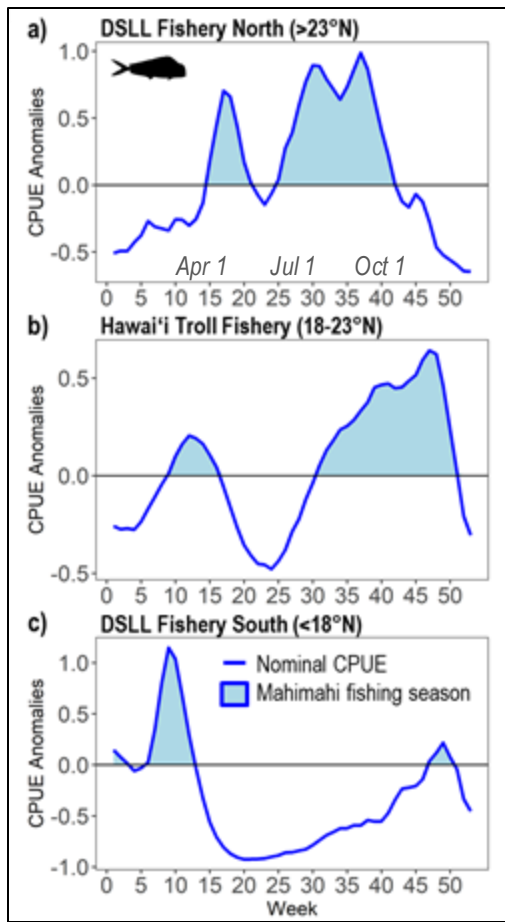 a) DSLL Fishery North (>23°N)
CPUE Anomalies
1.0
0.5
0.0
-0.5
Apr 1 Jul 1 Oct 1
0 5 10 15 20 25 30 35 40 45 50
b) Hawaiʻi Troll Fishery (18-23°N)
CPUE Anomalies
0.5
0.0
-0.5
0 5 10 15 20 25 30 35 40 45 50
c) DSLL Fishery South (<18°N)
CPUE Anomalies
1.0
0.5
0.0
-0.5
-1.0
Nominal CPUE
Mahimahi fishing season
0 5 10 15 20 25 30 35 40 45 50
Week